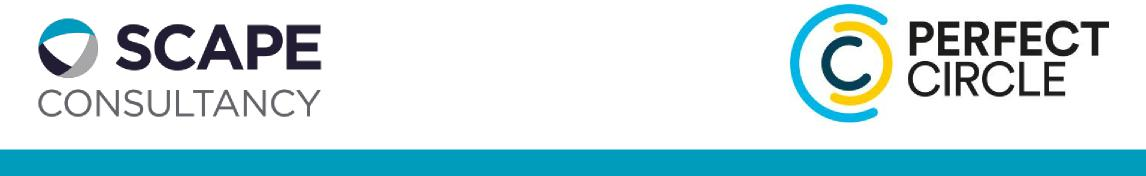 SCAPE
CONSULTANCY
PERFECT
CIRCLE